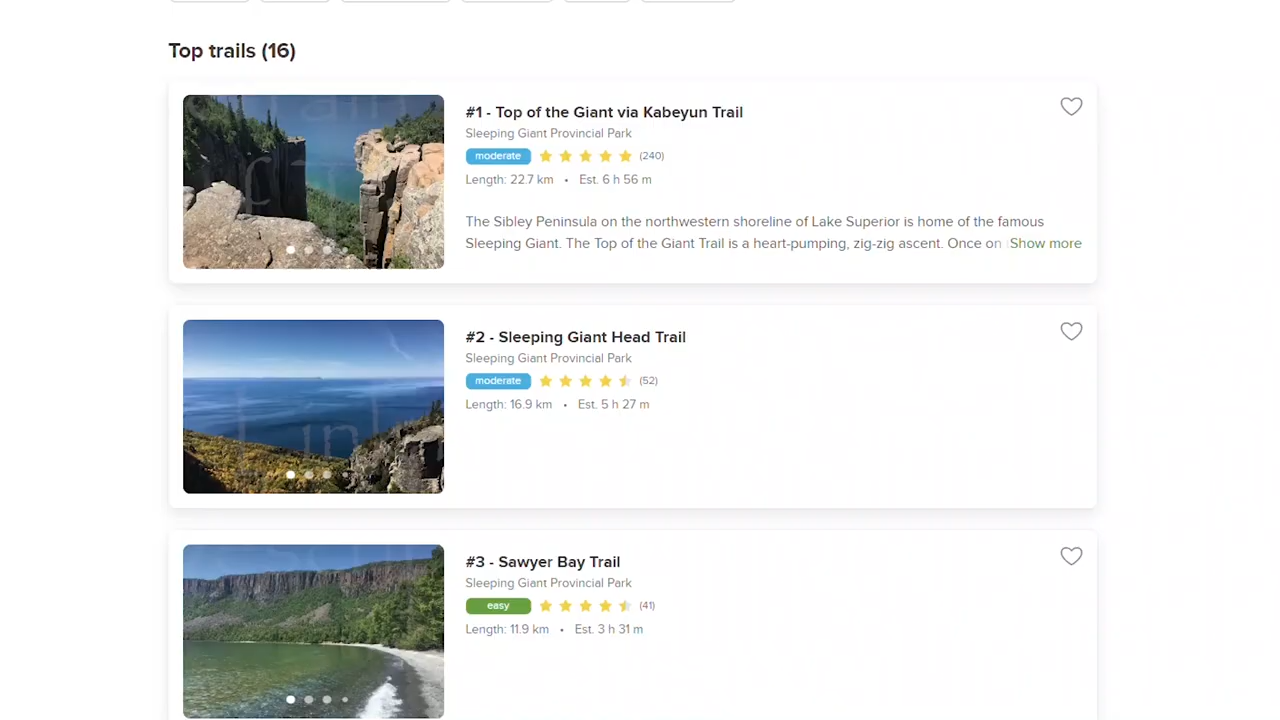 Top trails (16)
#1 - Top of the Giant via Kabeyun Trail
Sleeping Giant Provincial Park
moderate (240)
Length: 22.7 km • Est. 6 h 56 m
The Sibley Peninsula on the northwestern shoreline of Lake Superior is home of the famous
Sleeping Giant. The Top of the Giant Trail is a heart-pumping, zig-zig ascent. Once on Show more
#2 - Sleeping Giant Head Trail
Sleeping Giant Provincial Park
moderate (52)
Length: 16.9 km • Est. 5 h 27 m
#3 - Sawyer Bay Trail
Sleeping Giant Provincial Park
easy (41)
Length: 11.9 km • Est. 3 h 31 m